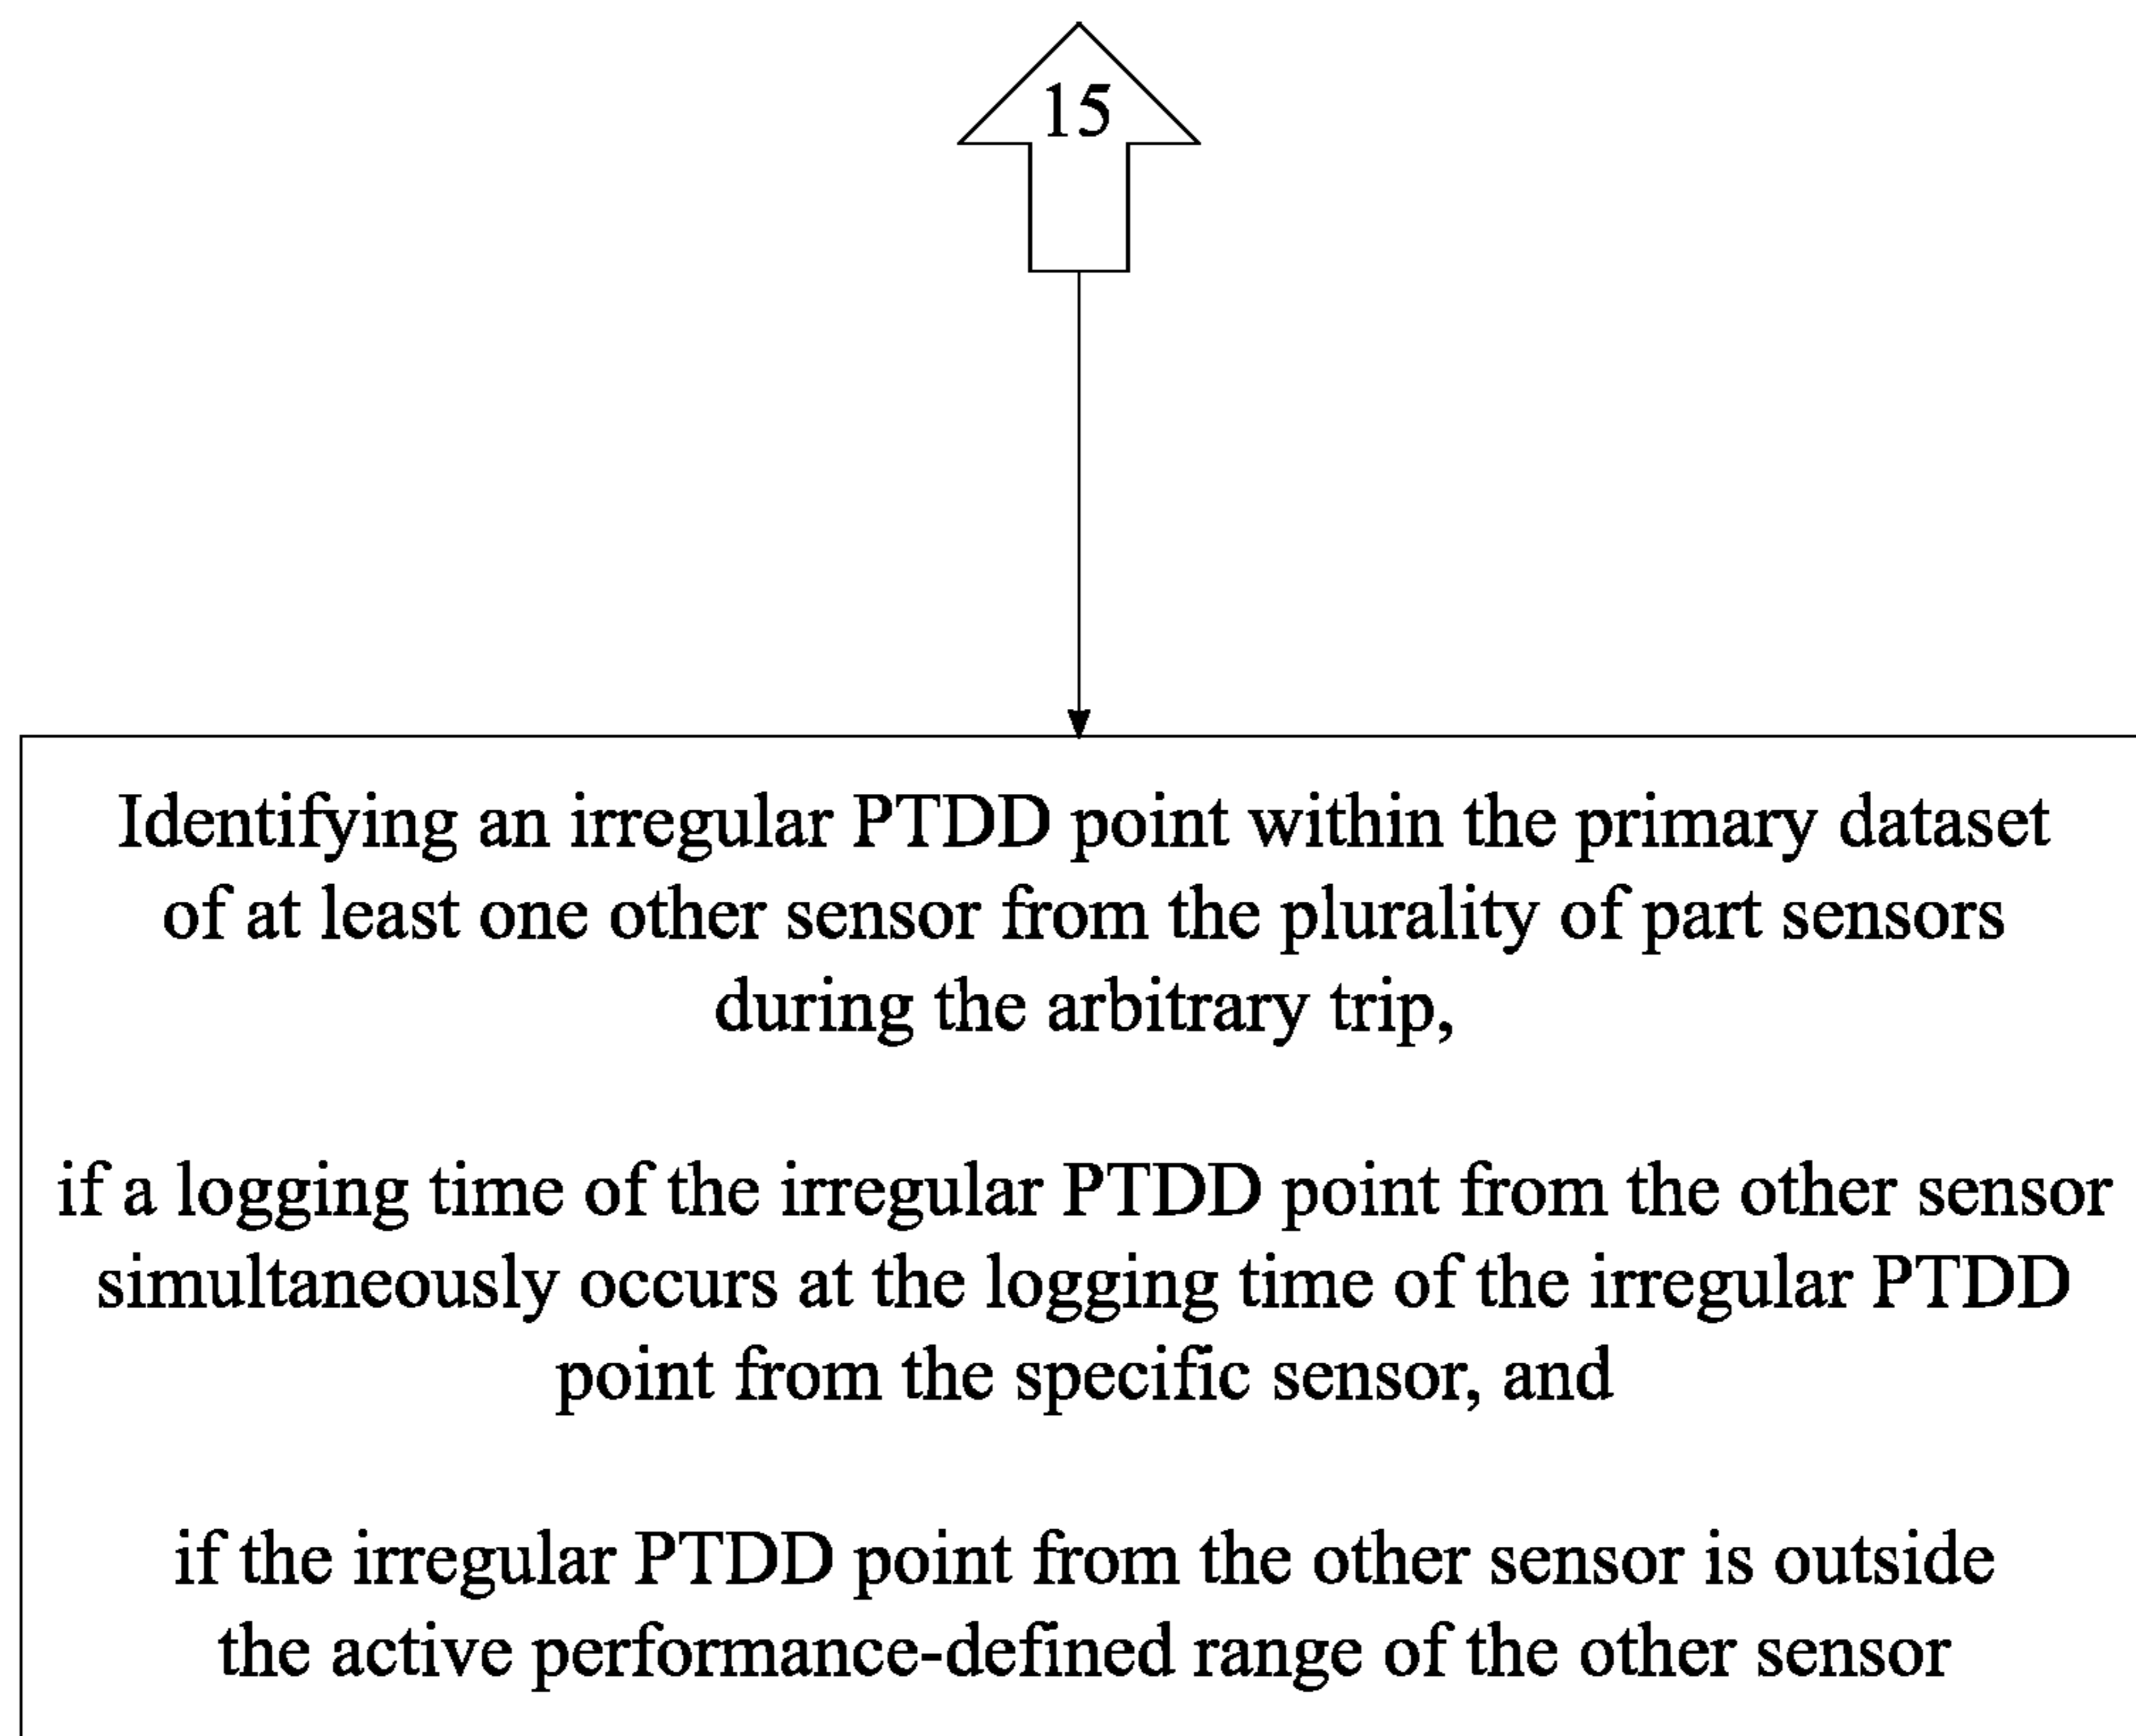 15
Identifying an irregular PTDD point within the primary dataset
of at least one other sensor from the plurality of part sensors
during the arbitrary trip,
if a logging time of the irregular PTDD point from the other sensor
simultaneously occurs at the logging time of the irregular PTDD
point from the specific sensor, and
if the irregular PTDD point from the other sensor is outside
the active performance-defined range of the other sensor